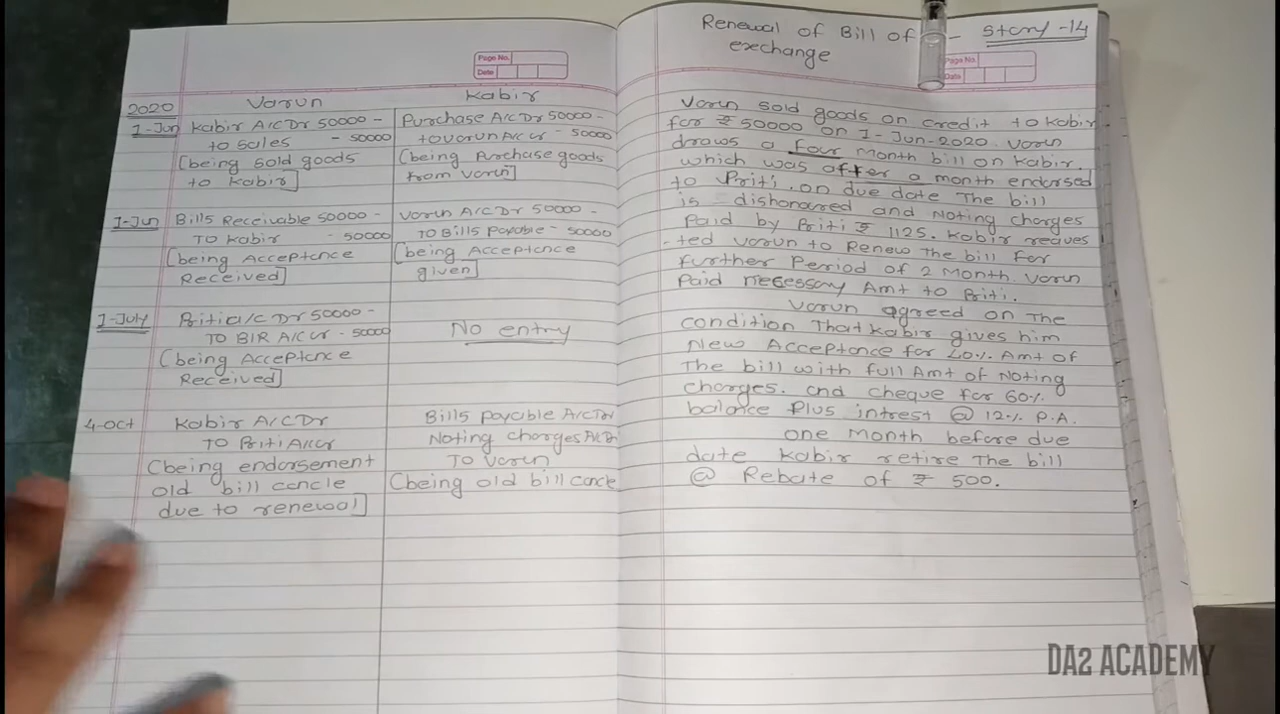 Page No.
Date
2020 Varun Kabir
1-Jun Kabir A/C Dr 50000 -
to sales - 50000
[being sold goods
to Kabir]
Purchase A/C Dr 50000 -
to Varun A/C Cr - 50000
[being Purchase goods
from Varun]
1-Jun Bills Receivable 50000 -
TO Kabir - 50000
[being Acceptance
Received]
Varun A/C Dr 50000 -
TO Bills Payable - 50000
[being Acceptance
given]
1-July Priti a/c Dr 50000 -
TO B/R A/C Cr - 50000
[being Acceptance
Received]
No entry
4-Oct Kabir A/C Dr
TO Priti A/C Cr
[being endorsement
old bill cancle
due to renewal]
Bills Payable A/C Dr
Noting charges A/C Dr
TO Varun
[being old bill cancle
Renewal of Bill of - Story -14
exechange
Page No.
Date
Varun sold goods on credit to Kabir
for ₹ 50000 on 1-Jun-2020. Varun
draws a four month bill on Kabir.
which was after a month endorsed
to Priti. on due date The bill
is dishonared and Noting charges
Paid by Priti ₹ 1125. Kabir reques
-ted Varun to Renew The bill for
further Period of 2 Month. Varun
Paid necessary Amt to Priti.
Varun agreed on The
condition That Kabir gives him
New Acceptance for 40% Amt of
The bill with full Amt of Noting
charges. and cheque for 60%
balance Plus intrest @ 12% P.A.
one month before due
date Kabir retire The bill
@ Rebate of ₹ 500.
DA2 ACADEMY